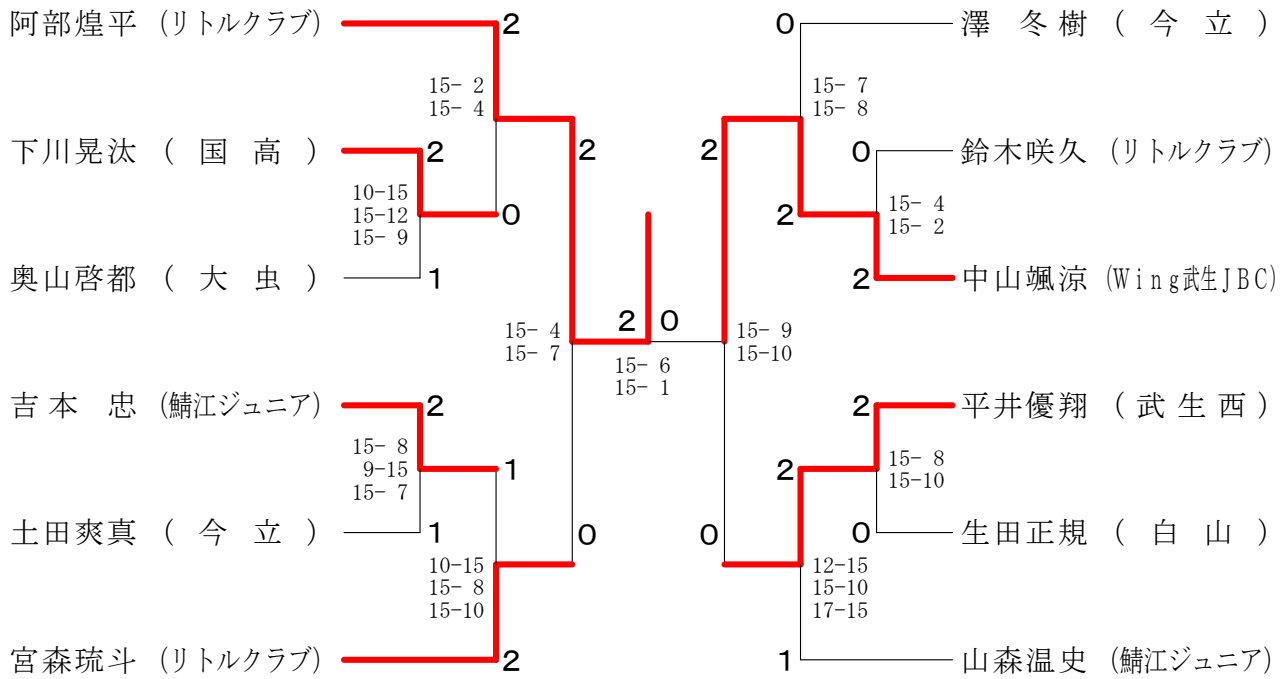 阿部煌平 (リトルクラブ) 2 0 澤 冬樹 ( 今 立 )
15- 2 15- 7
15- 4 15- 8
下川晃汰 ( 国 高 ) 2 2 2 0 鈴木咲久 (リトルクラブ)
10-15 15- 4
15-12 0 2 15- 2
15- 9
奥山啓都 ( 大 虫 ) 1 2 中山颯涼 (Wing武生JBC)
15- 4 2 0 15- 9
15- 7 15-10
15- 6
15- 1
吉本 忠 (鯖江ジュニア) 2 2 平井優翔 ( 武 生 西 )
15- 8 15- 8
9-15 1 2 15-10
15- 7
土田爽真 ( 今 立 ) 1 0 0 0 生田正規 ( 白 山 )
10-15 12-15
15- 8 15-10
15-10 17-15
宮森琉斗 (リトルクラブ) 2 1 山森温史 (鯖江ジュニア)